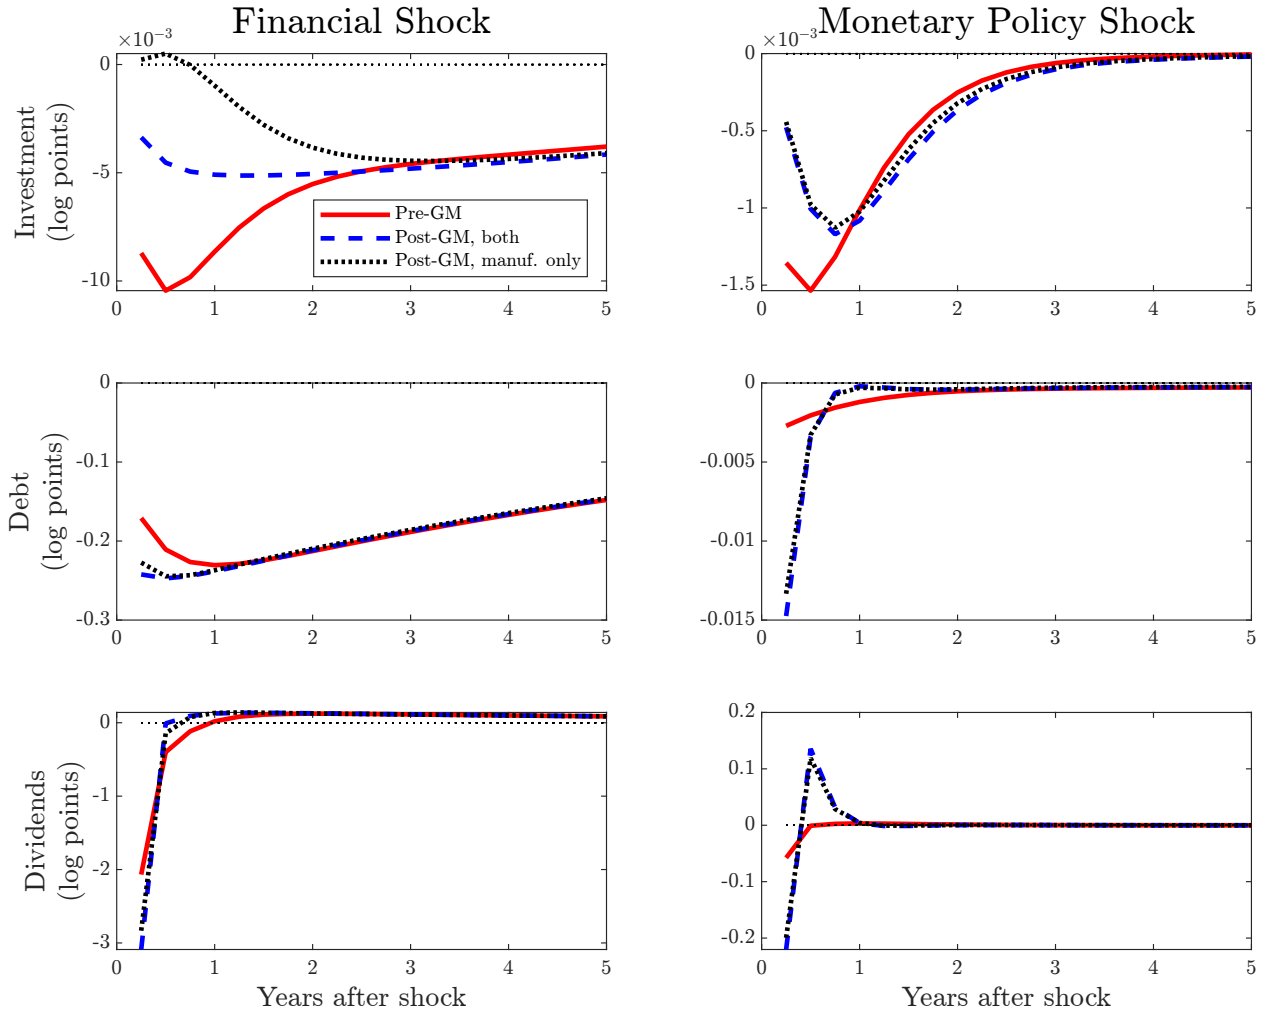 Financial Shock
Monetary Policy Shock
×10⁻³
0
-5
-10
0 1 2 3 4 5
Investment
(log points)
Pre-GM
Post-GM, both
Post-GM, manuf. only
×10⁻³
0
-0.5
-1
-1.5
0 1 2 3 4 5
Debt
(log points)
0
-0.1
-0.2
-0.3
0 1 2 3 4 5
0
-0.005
-0.01
-0.015
0 1 2 3 4 5
Dividends
(log points)
0
-1
-2
-3
0 1 2 3 4 5
Years after shock
0.2
0.1
0
-0.1
-0.2
0 1 2 3 4 5
Years after shock